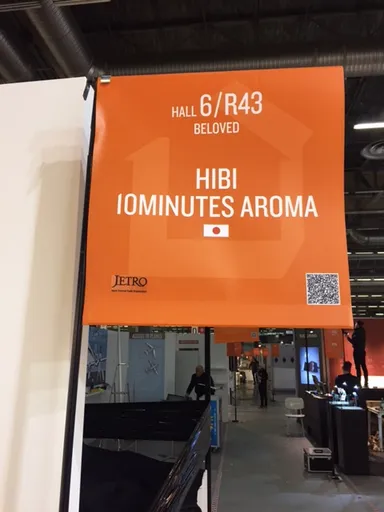 HALL 6/R43
BELOVED
HIBI
10MINUTES AROMA
JETRO